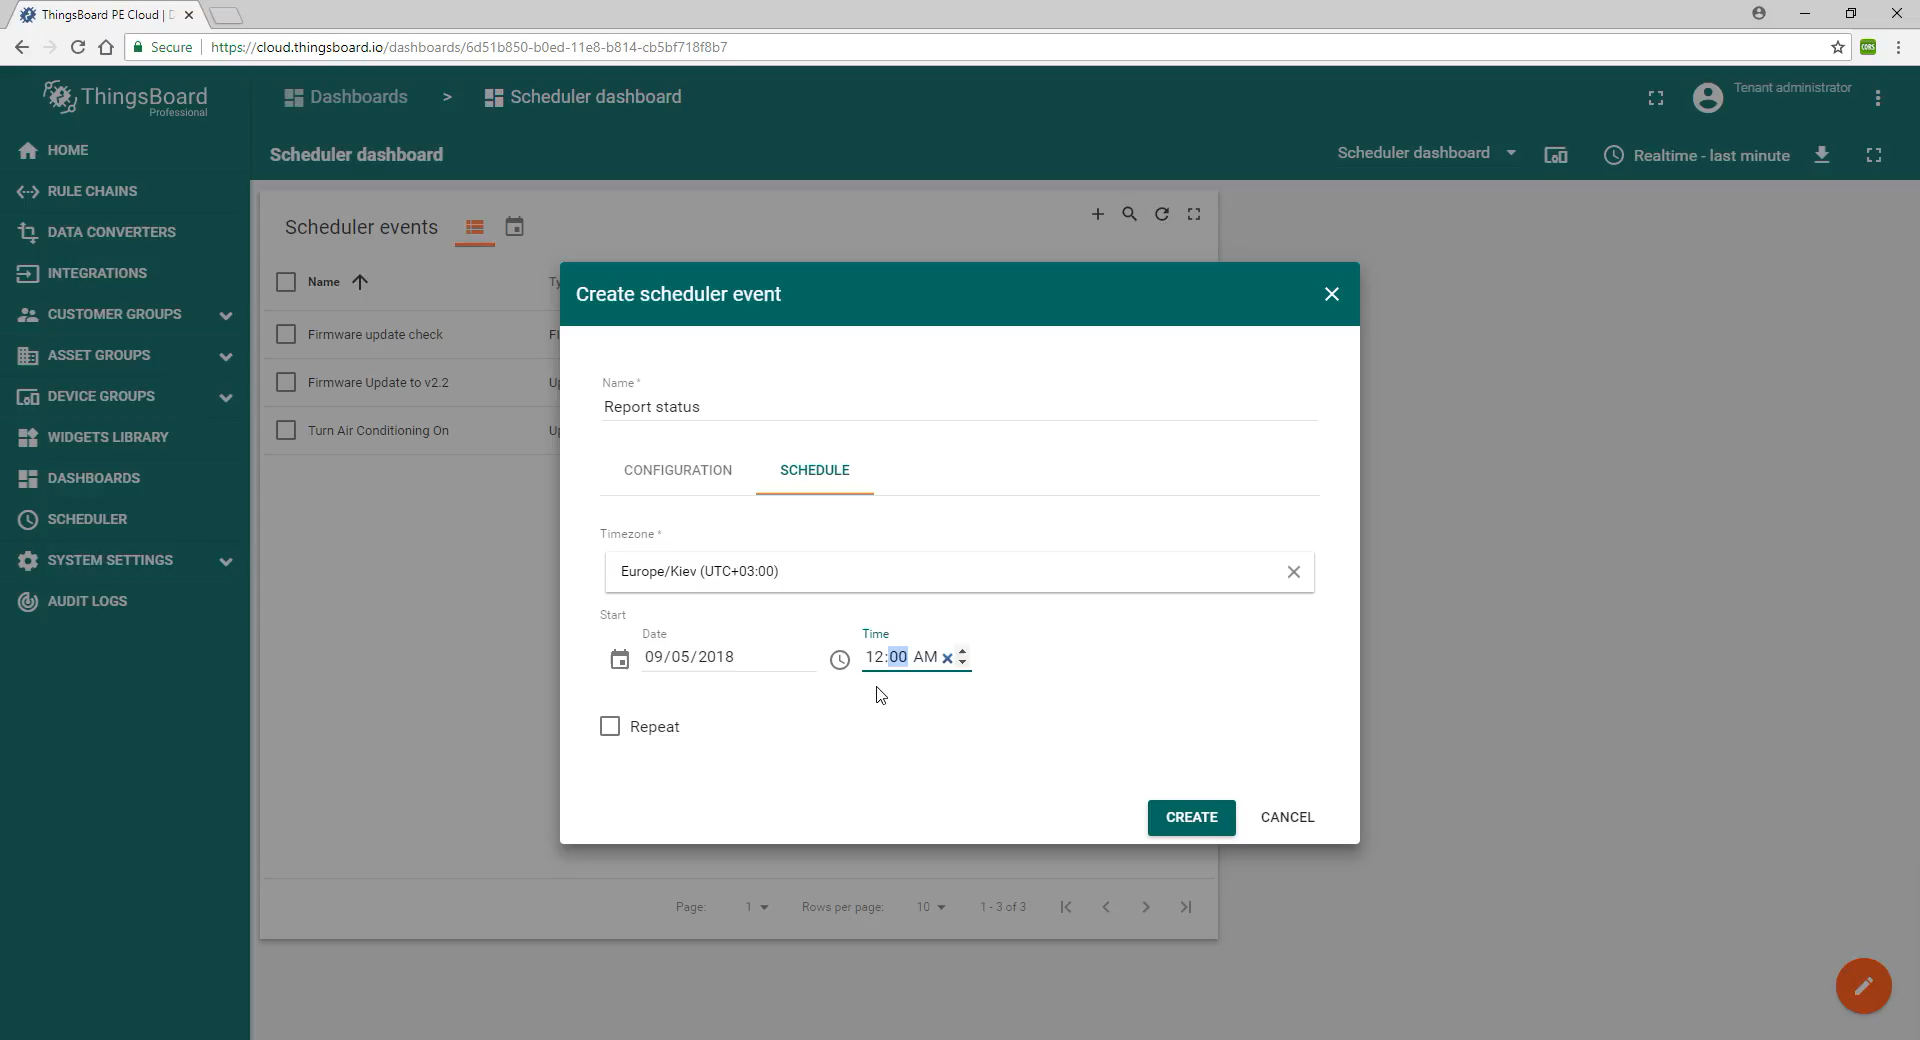 ThingsBoard PE Cloud | D
Secure https://cloud.thingsboard.io/dashboards/6d51b850-b0ed-11e8-b814-cb5bf718f8b7
CORS
ThingsBoard
Professional
Dashboards > Scheduler dashboard
Tenant administrator
Scheduler dashboard
Scheduler dashboard
Realtime - last minute
HOME
RULE CHAINS
DATA CONVERTERS
INTEGRATIONS
CUSTOMER GROUPS
ASSET GROUPS
DEVICE GROUPS
WIDGETS LIBRARY
DASHBOARDS
SCHEDULER
SYSTEM SETTINGS
AUDIT LOGS
Scheduler events
Name Ty
Firmware update check
Firmware Update to v2.2 Up
Turn Air Conditioning On Up
Create scheduler event
Name *
Report status
CONFIGURATION SCHEDULE
Timezone *
Europe/Kiev (UTC+03:00)
Start
Date Time
09/05/2018 12:00 AM
Repeat
CREATE CANCEL
Page: 1 Rows per page: 10 1 - 3 of 3